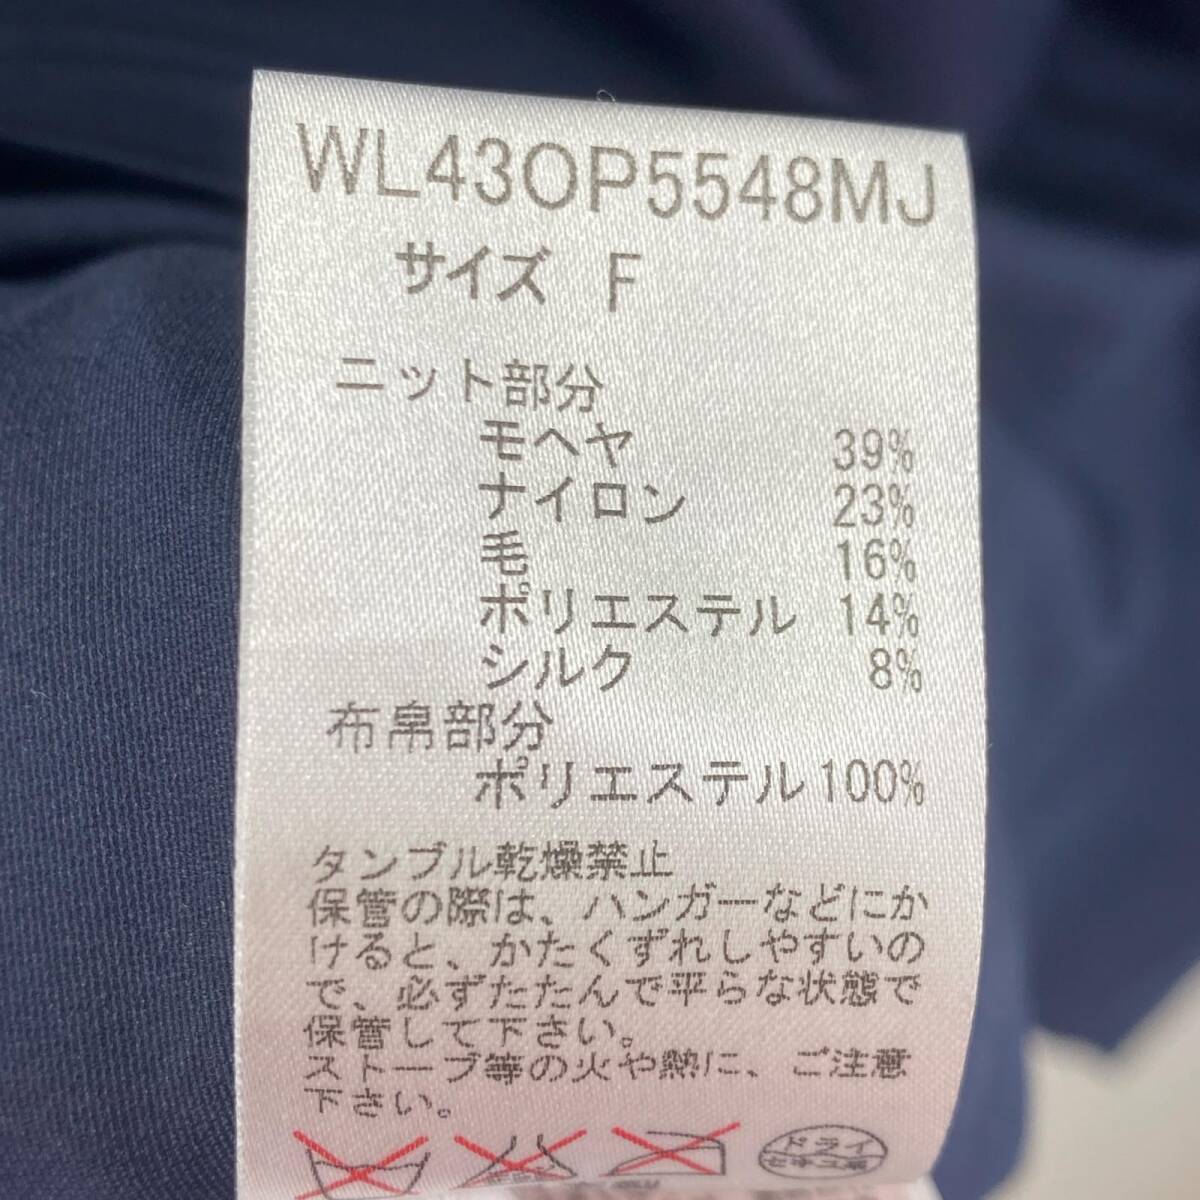 WL43OP5548MJ
サイズ F
ニット部分
モヘヤ 39%
ナイロン 23%
毛 16%
ポリエステル 14%
シルク 8%
布帛部分
ポリエステル 100%
タンブル乾燥禁止
保管の際は、ハンガーなどにか
けると、かたくずれしやすいの
で、必ずたたんで平らな状態で
保管して下さい。
ストーブ等の火や熱に、ご注意
下さい。
ドライ